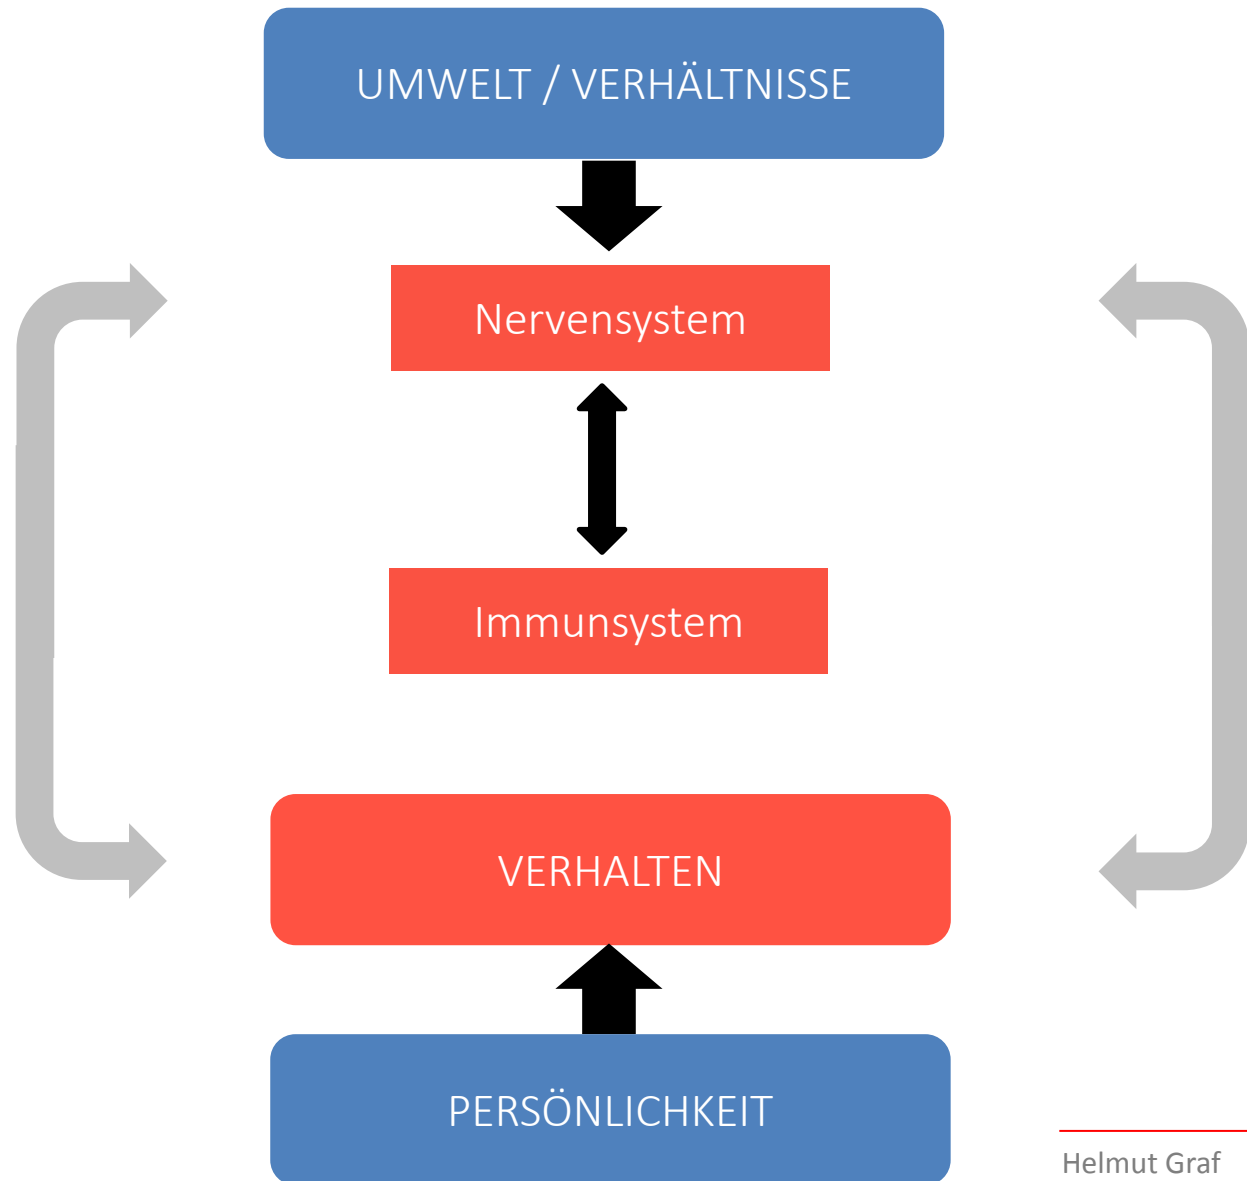 UMWELT / VERHÄLTNISSE
Nervensystem
Immunsystem
VERHALTEN
PERSÖNLICHKEIT
Helmut Graf